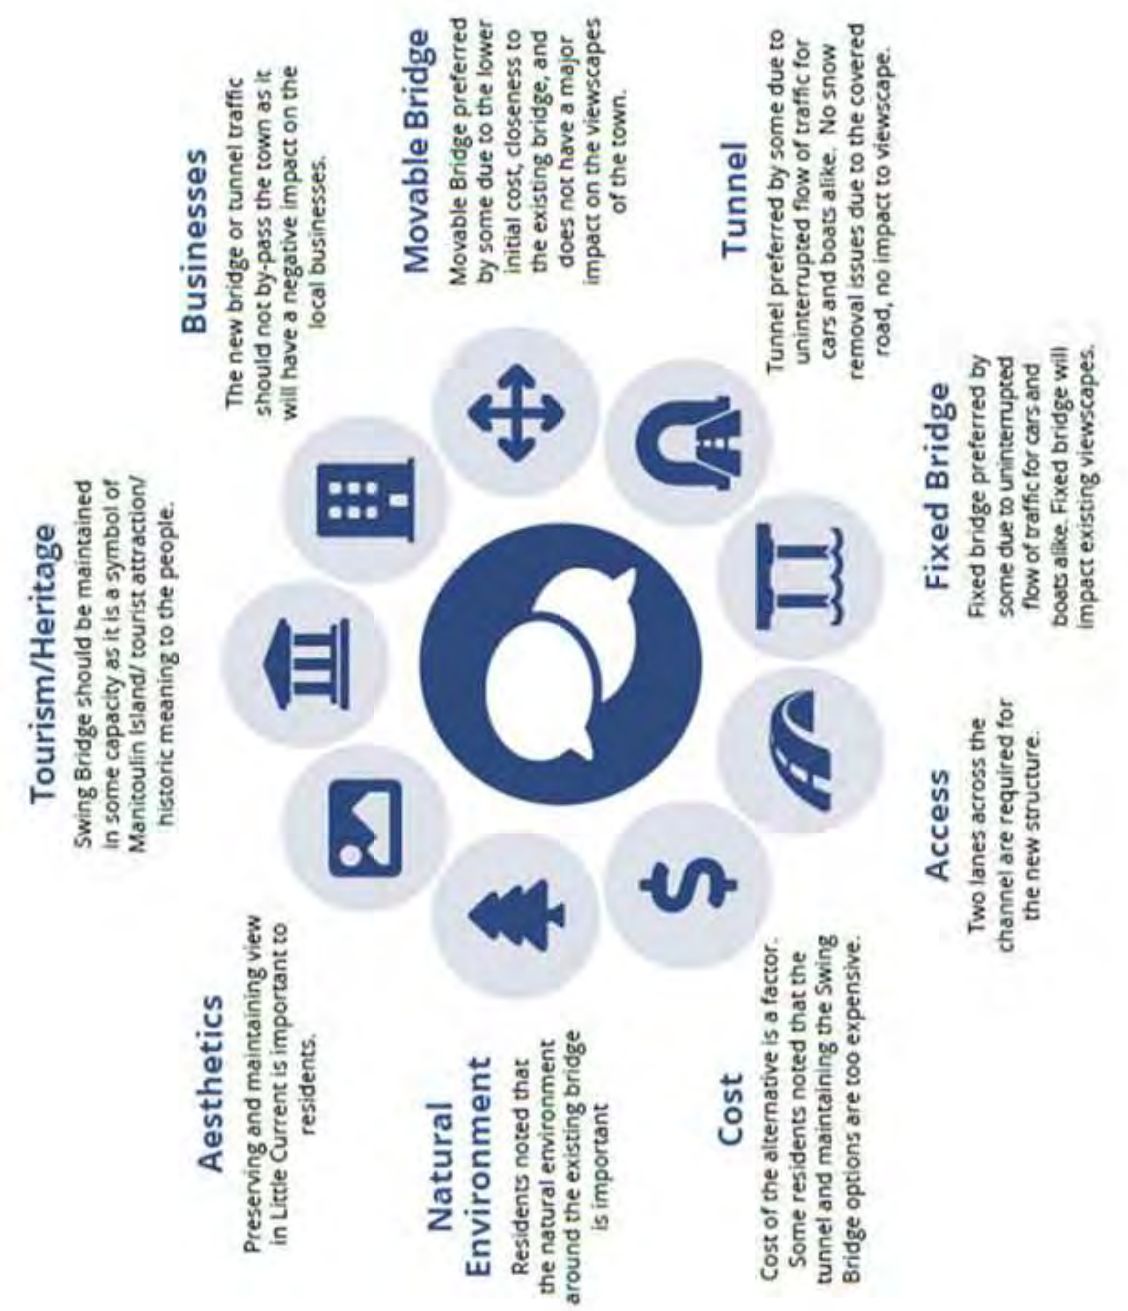 Tourism/Heritage
Swing Bridge should be maintained
in some capacity as it is a symbol of
Manitoulin Island/ tourist attraction/
historic meaning to the people.
Businesses
The new bridge or tunnel traffic
should not by-pass the town as it
will have a negative impact on the
local businesses.
Movable Bridge
Movable Bridge preferred
by some due to the lower
initial cost, closeness to
the existing bridge, and
does not have a major
impact on the viewscapes
of the town.
Tunnel
Tunnel preferred by some due to
uninterrupted flow of traffic for
cars and boats alike. No snow
removal issues due to the covered
road, no impact to viewscape.
Fixed Bridge
Fixed bridge preferred by
some due to uninterrupted
flow of traffic for cars and
boats alike. Fixed bridge will
impact existing viewscapes.
Access
Two lanes across the
channel are required for
the new structure.
Cost
Cost of the alternative is a factor.
Some residents noted that the
tunnel and maintaining the Swing
Bridge options are too expensive.
Natural
Environment
Residents noted that
the natural environment
around the existing bridge
is important
Aesthetics
Preserving and maintaining view
in Little Current is important to
residents.